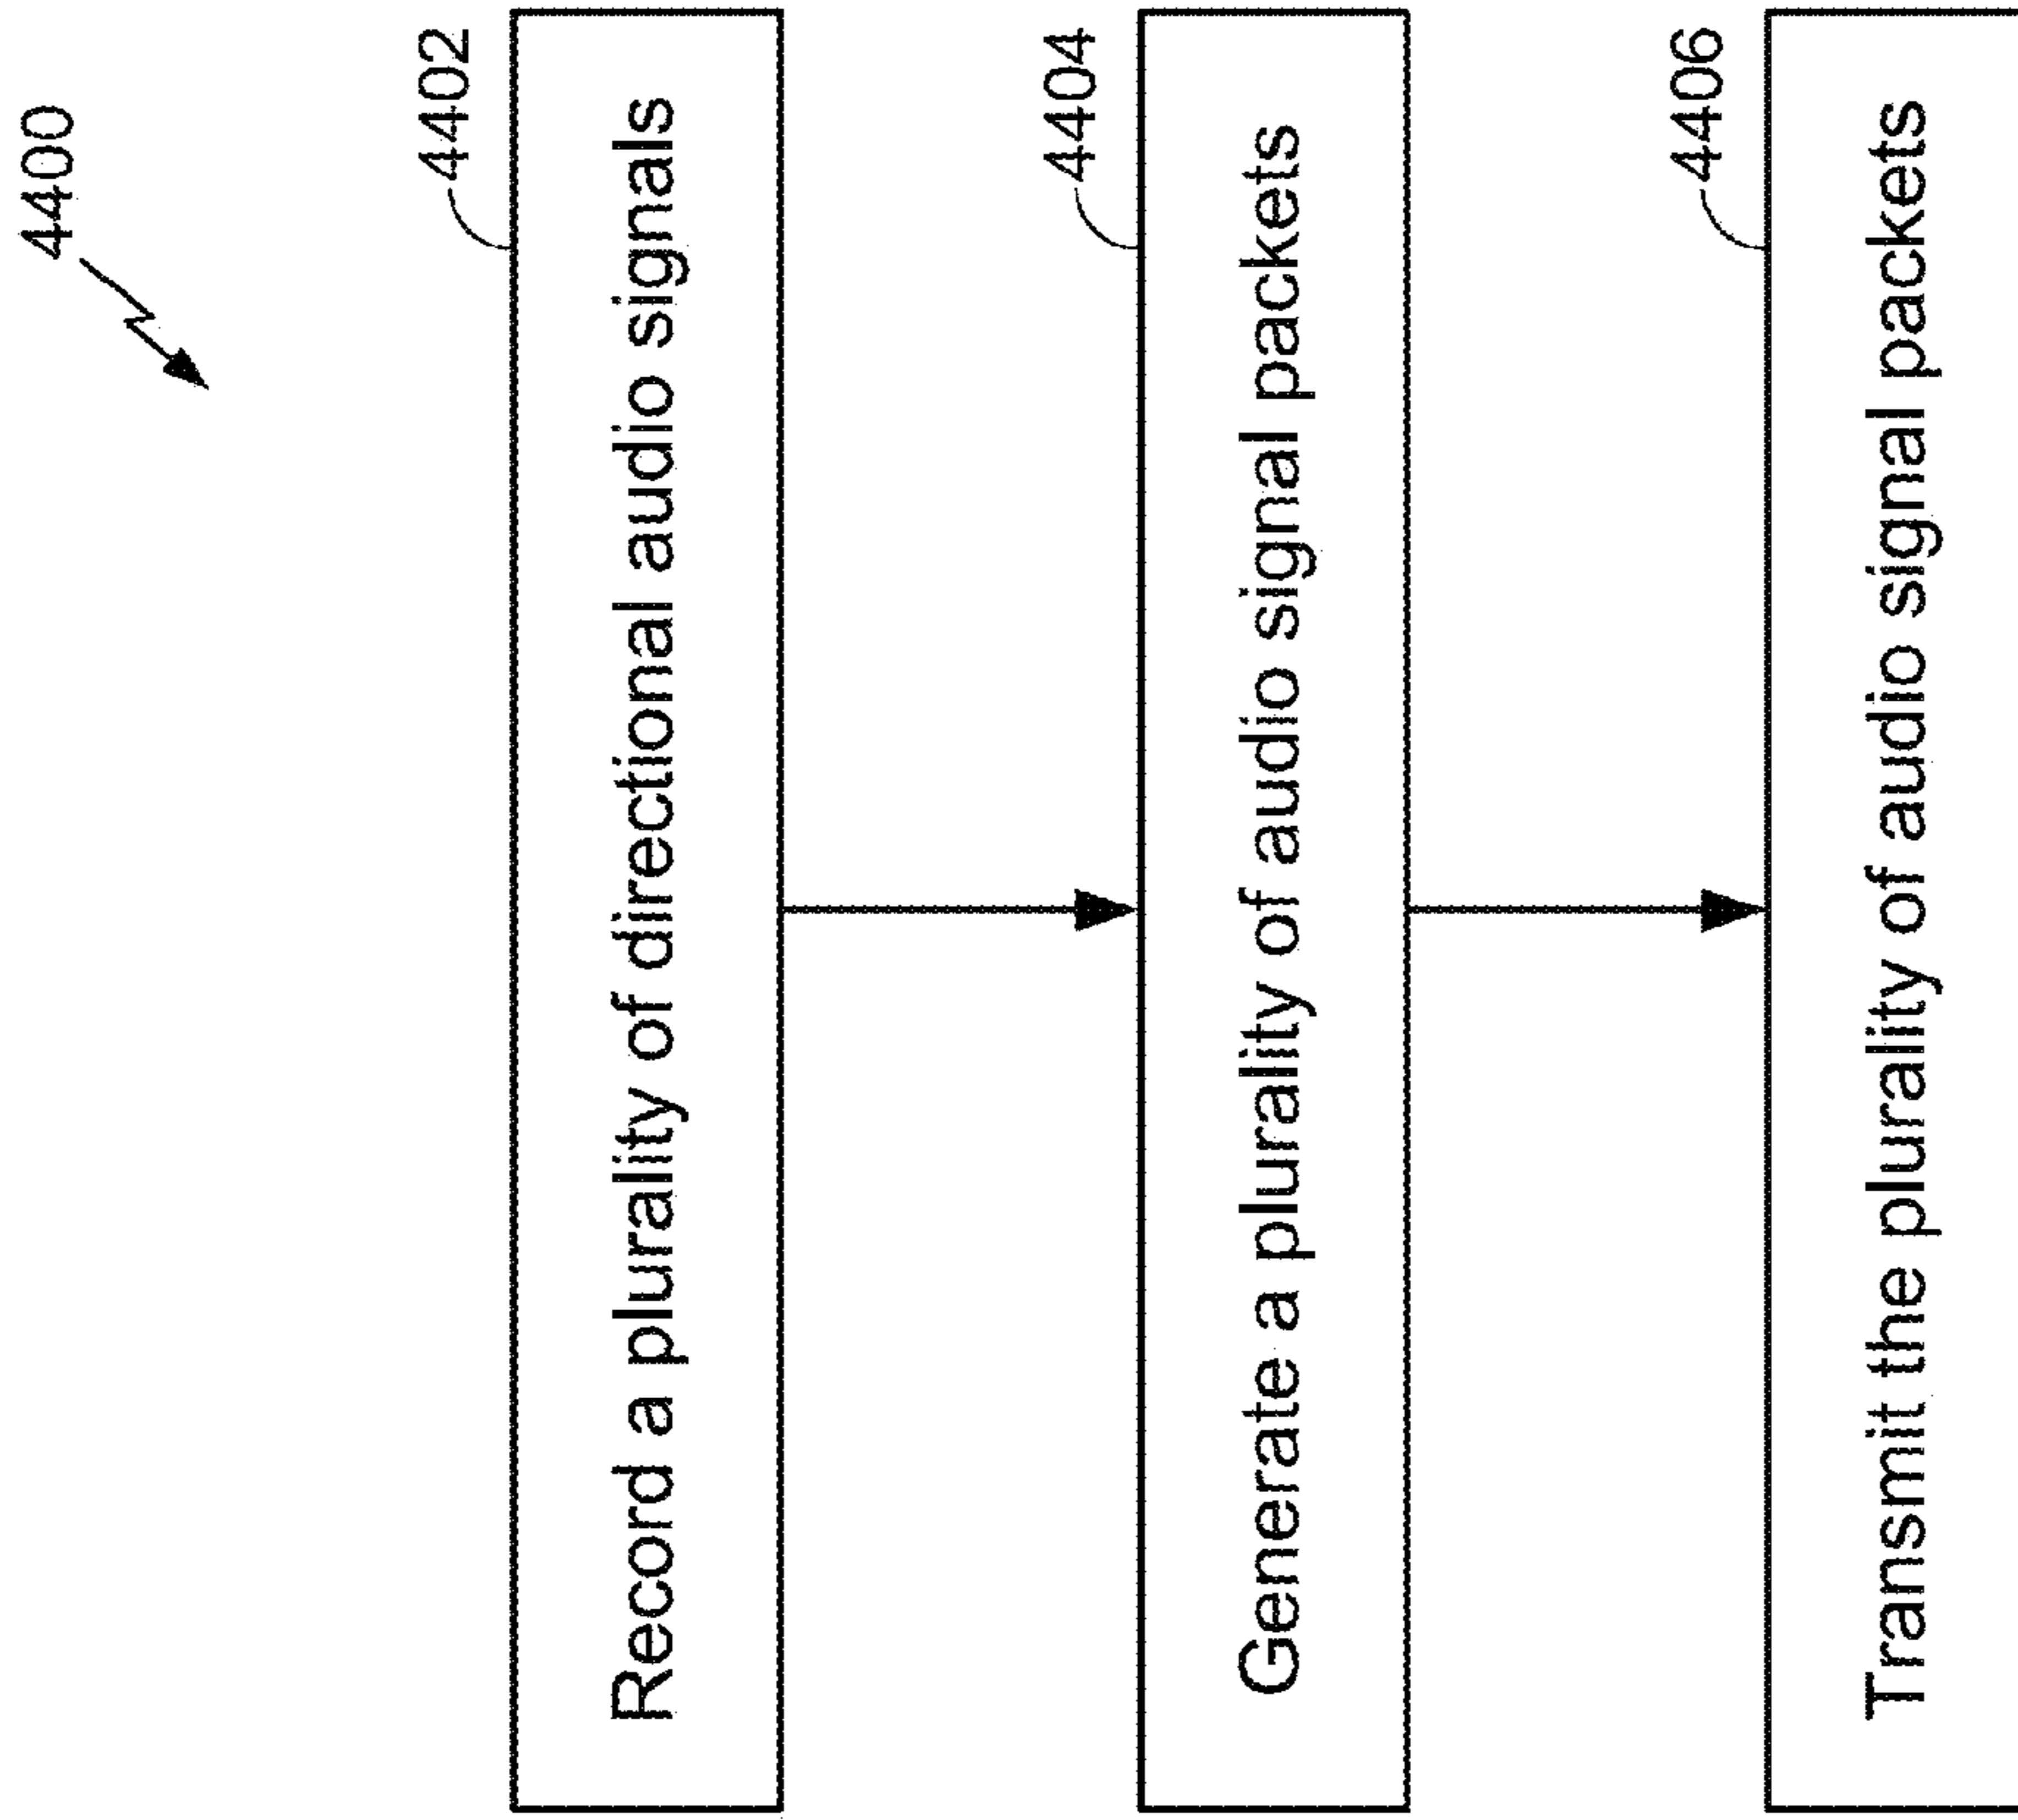 4400
4402
Record a plurality of directional audio signals
4404
Generate a plurality of audio signal packets
4406
Transmit the plurality of audio signal packets